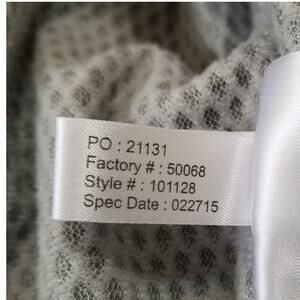 PO : 21131
Factory # : 50068
Style # : 101128
Spec Date : 022715